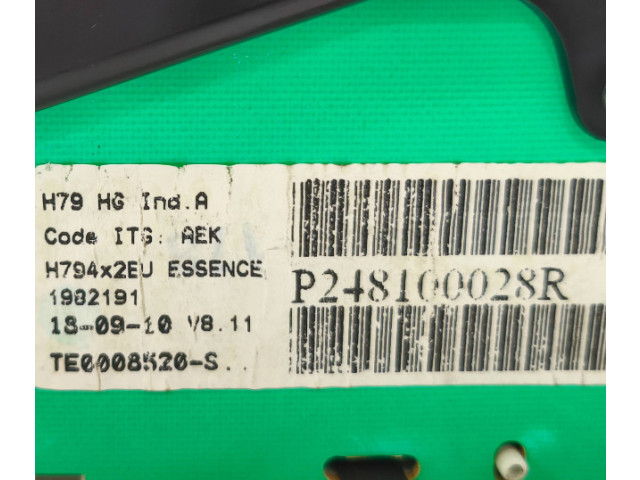 H79 HG Ind.A
Code ITG: AEK
H794x2EU ESSENCE
1982191
18-09-10 V8.11
TE0008520-S..
P248100028R